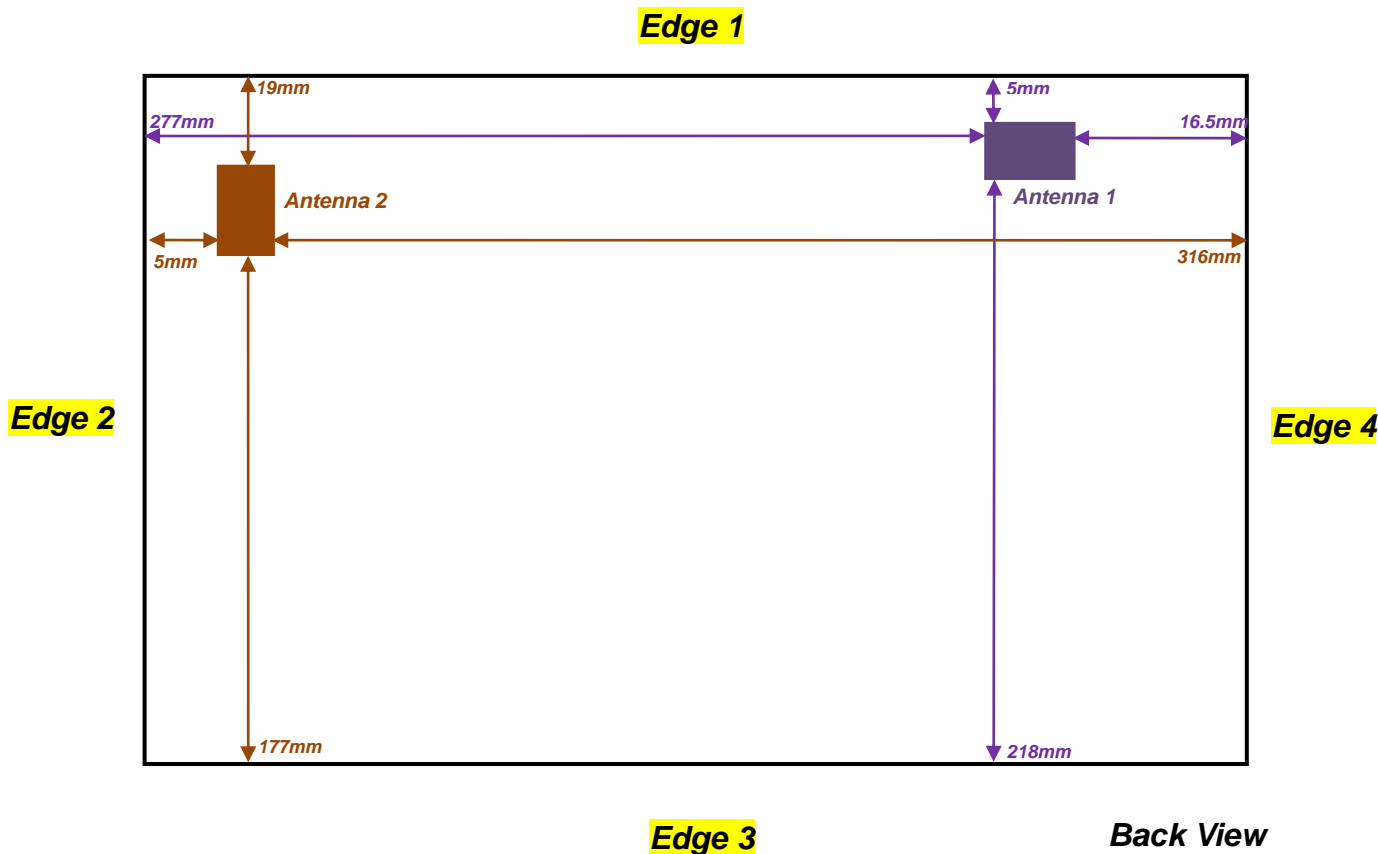 Edge 1
19mm
5mm
277mm
16.5mm
Antenna 2
Antenna 1
5mm
316mm
Edge 2
Edge 4
177mm
218mm
Edge 3
Back View